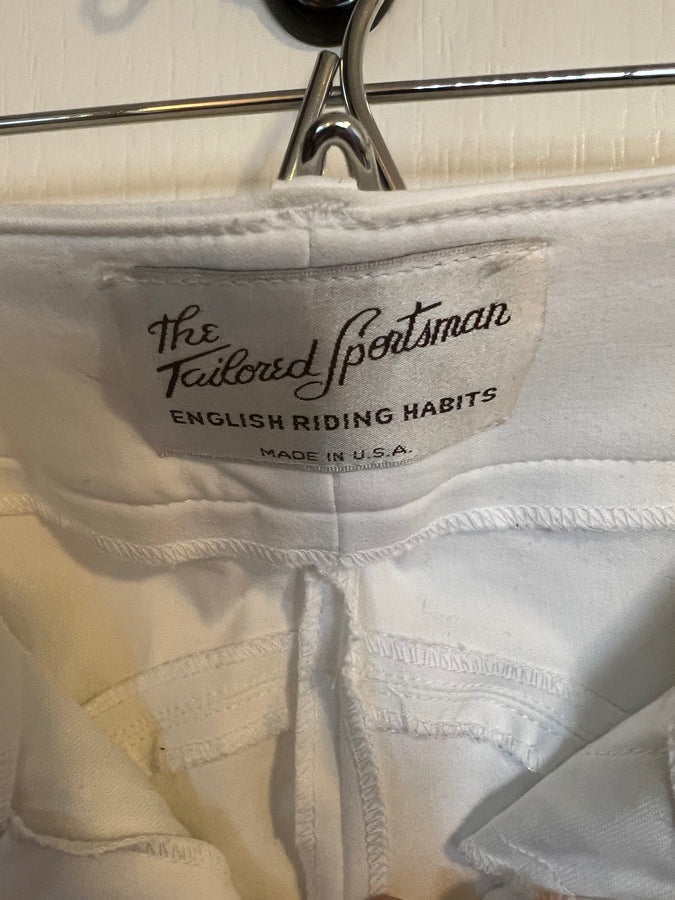 The
Tailored Sportsman
ENGLISH RIDING HABITS
MADE IN U.S.A.